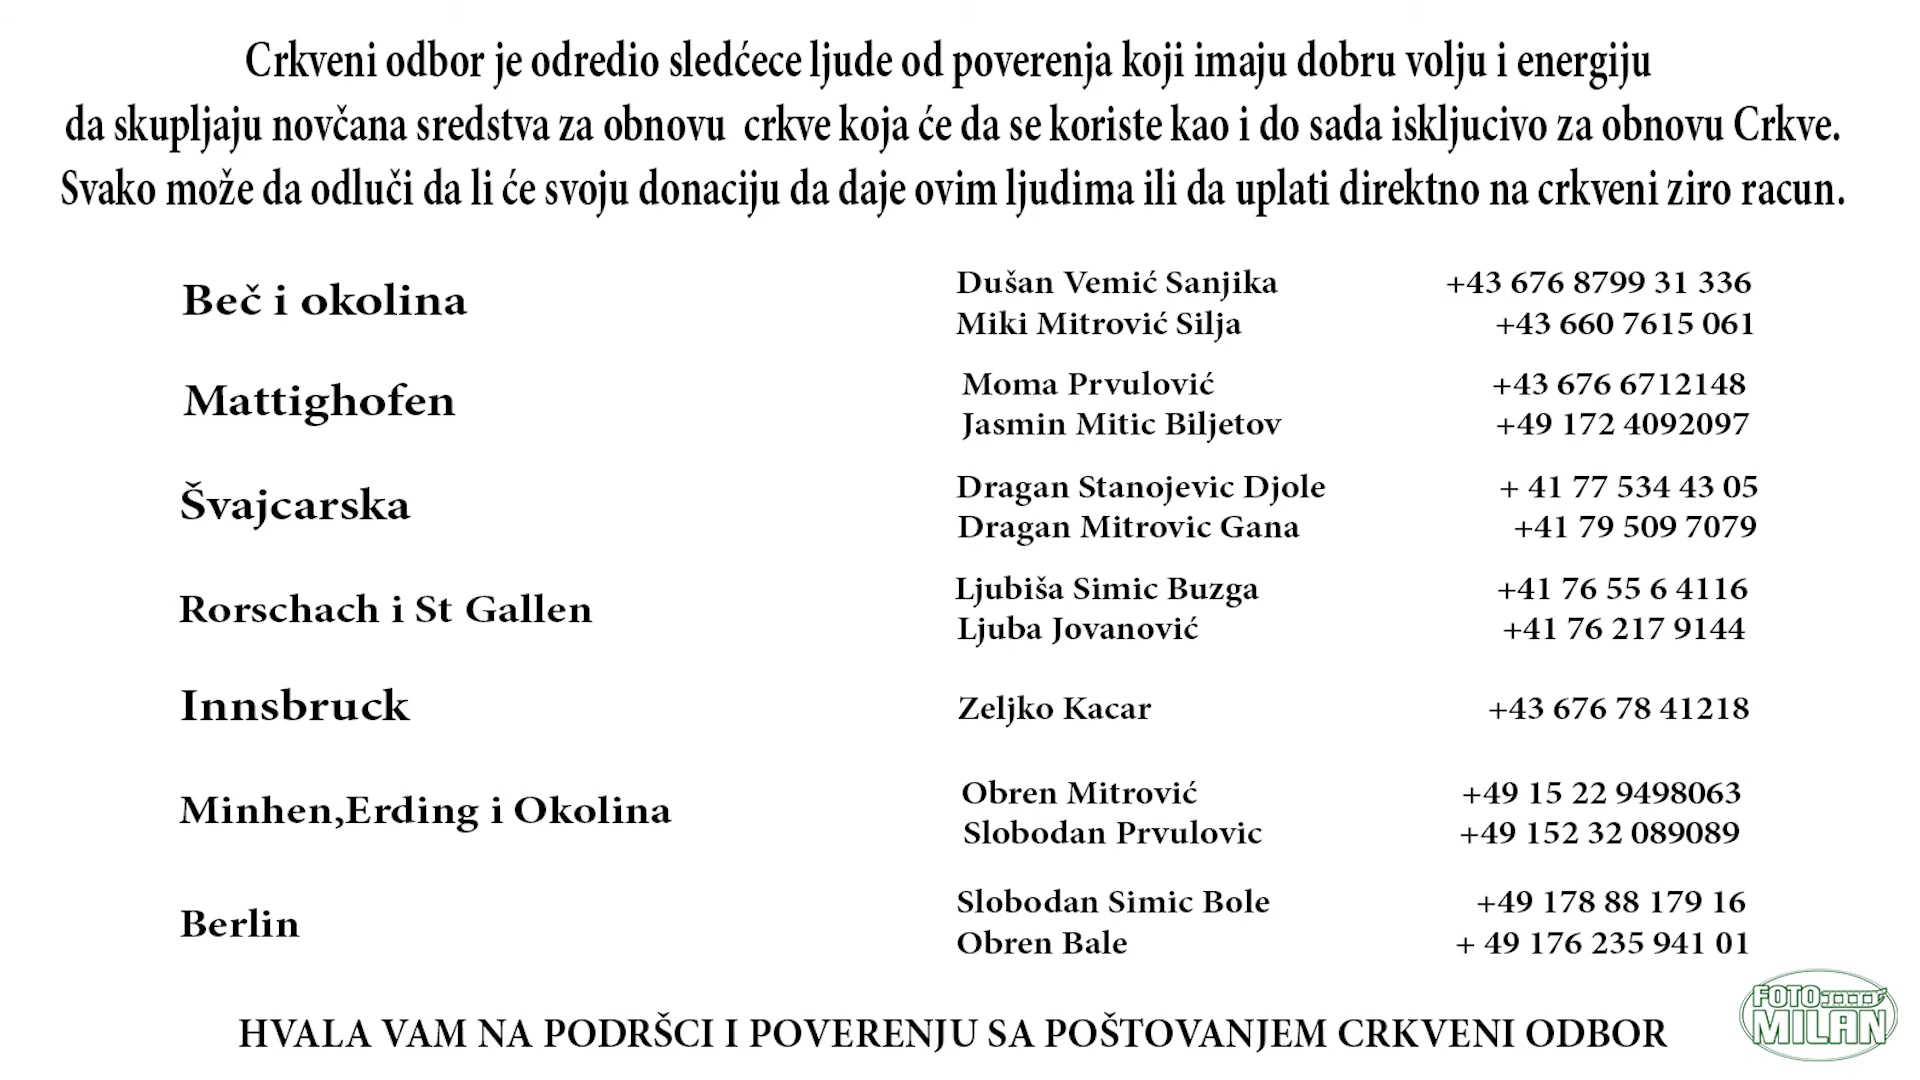 Crkveni odbor je odredio sledćece ljude od poverenja koji imaju dobru volju i energiju
da skupljaju novčana sredstva za obnovu crkve koja će da se koriste kao i do sada iskljucivo za obnovu Crkve.
Svako može da odluči da li će svoju donaciju da daje ovim ljudima ili da uplati direktno na crkveni ziro racun.
Beč i okolina
Dušan Vemić Sanjika +43 676 8799 31 336
Miki Mitrović Silja +43 660 7615 061
Mattighofen
Moma Prvulović +43 676 6712148
Jasmin Mitic Biljetov +49 172 4092097
Švajcarska
Dragan Stanojevic Djole + 41 77 534 43 05
Dragan Mitrovic Gana +41 79 509 7079
Rorschach i St Gallen
Ljubiša Simic Buzga +41 76 55 6 4116
Ljuba Jovanović +41 76 217 9144
Innsbruck
Zeljko Kacar +43 676 78 41218
Minhen,Erding i Okolina
Obren Mitrović +49 15 22 9498063
Slobodan Prvulovic +49 152 32 089089
Berlin
Slobodan Simic Bole +49 178 88 179 16
Obren Bale + 49 176 235 941 01
HVALA VAM NA PODRŠCI I POVERENJU SA POŠTOVANJEM CRKVENI ODBOR
FOTO
MILAN